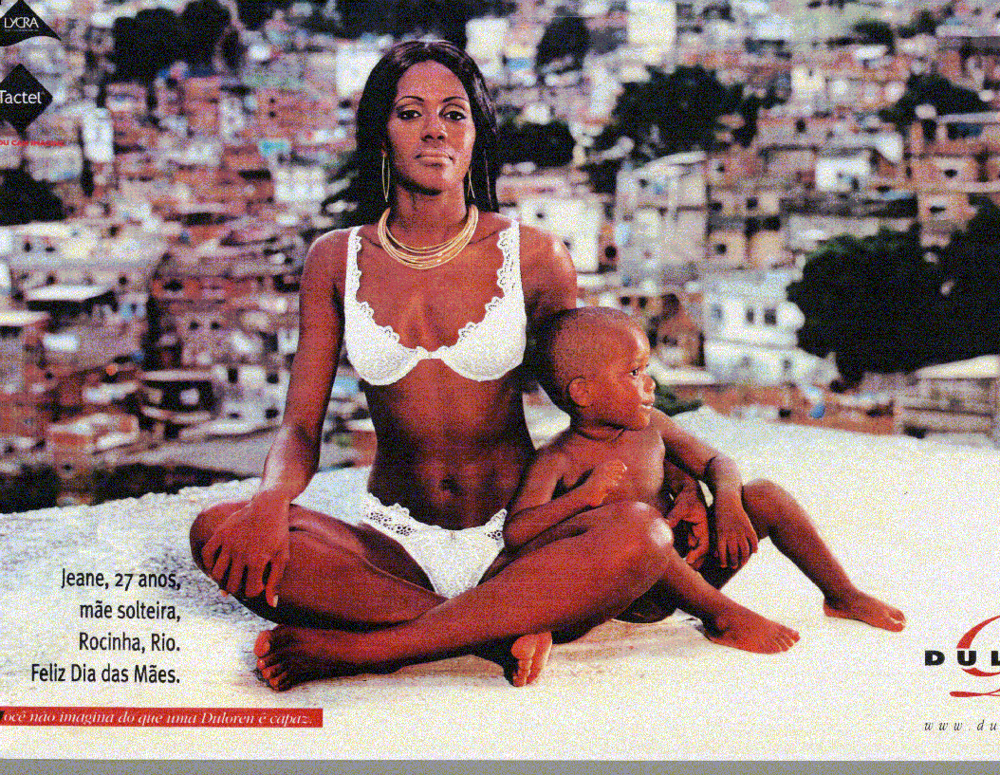 LYCRA
Tactel
Jeane, 27 anos,
mãe solteira,
Rocinha, Rio.
Feliz Dia das Mães.
ocê não imagina do que uma Duloren é capaz.
DUL
www.du